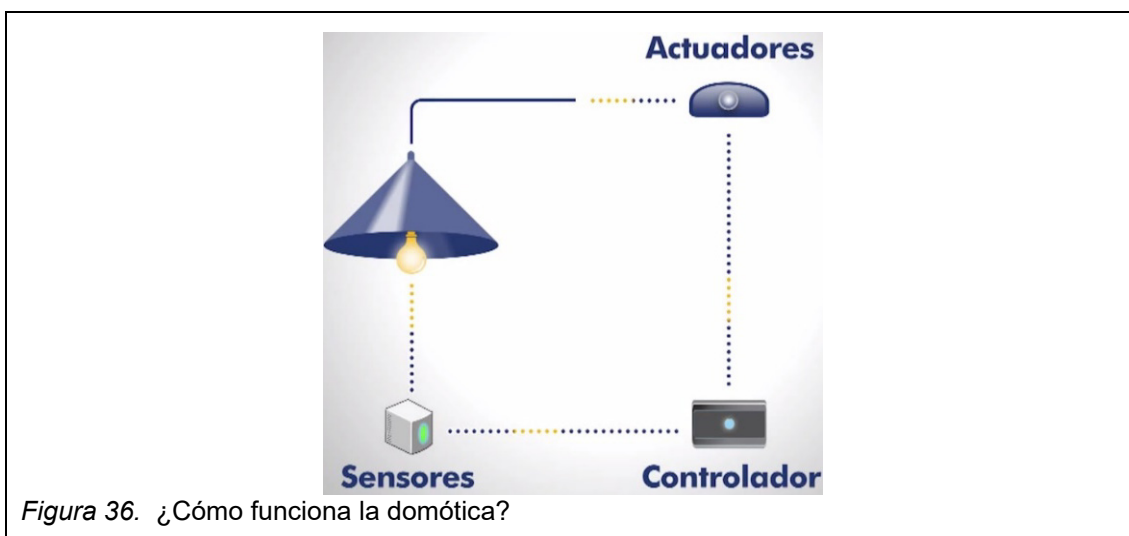 Actuadores
Sensores
Controlador
Figura 36. ¿Cómo funciona la domótica?